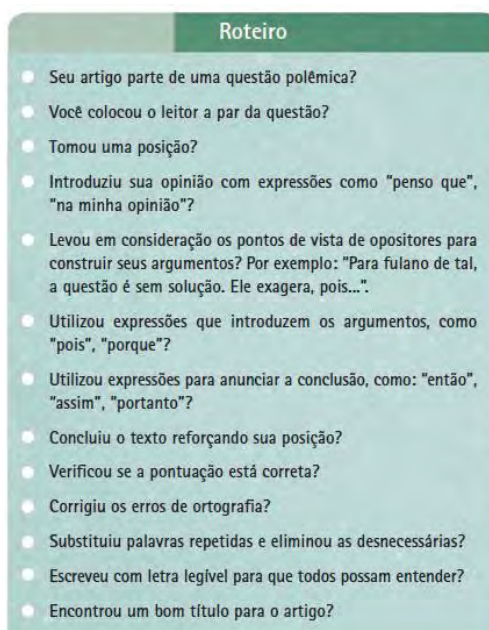 Roteiro
Seu artigo parte de uma questão polêmica?
Você colocou o leitor a par da questão?
Tomou uma posição?
Introduziu sua opinião com expressões como "penso que",
"na minha opinião"?
Levou em consideração os pontos de vista de opositores para
construir seus argumentos? Por exemplo: "Para fulano de tal,
a questão é sem solução. Ele exagera, pois...".
Utilizou expressões que introduzem os argumentos, como
"pois", "porque"?
Utilizou expressões para anunciar a conclusão, como: "então",
"assim", "portanto"?
Concluiu o texto reforçando sua posição?
Verificou se a pontuação está correta?
Corrigiu os erros de ortografia?
Substituiu palavras repetidas e eliminou as desnecessárias?
Escreveu com letra legível para que todos possam entender?
Encontrou um bom título para o artigo?